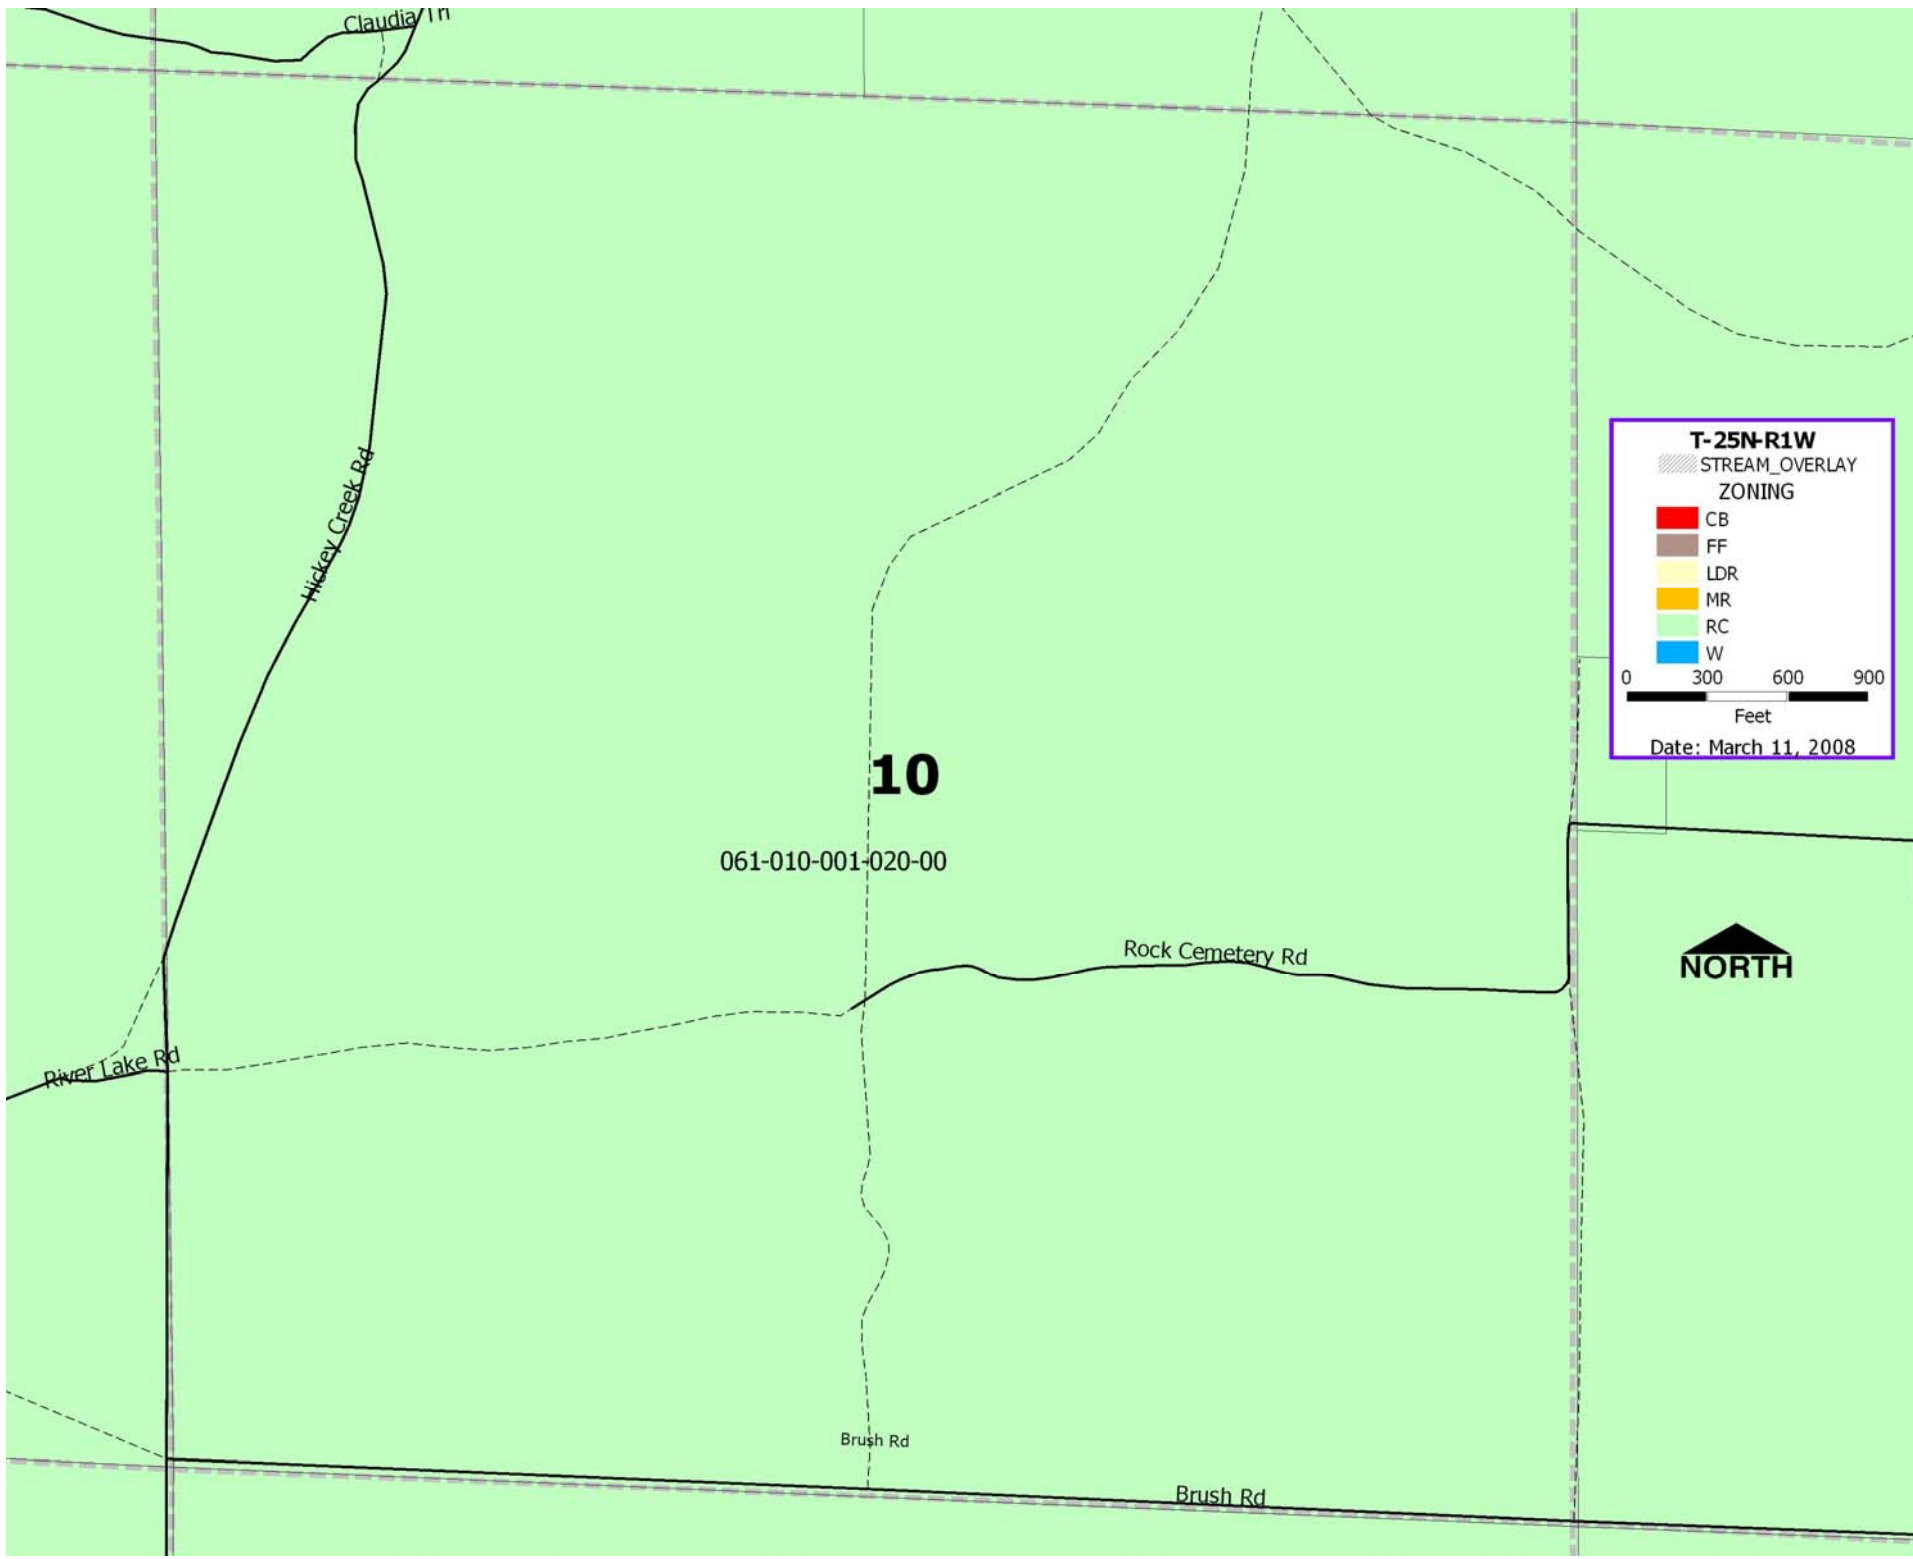 Claudia Trl
Hickey Creek Rd
T-25N-R1W
STREAM_OVERLAY
ZONING
CB
FF
LDR
MR
RC
W
0 300 600 900
Feet
Date: March 11, 2008
10
061-010-001-020-00
Rock Cemetery Rd
NORTH
River Lake Rd
Brush Rd
Brush Rd